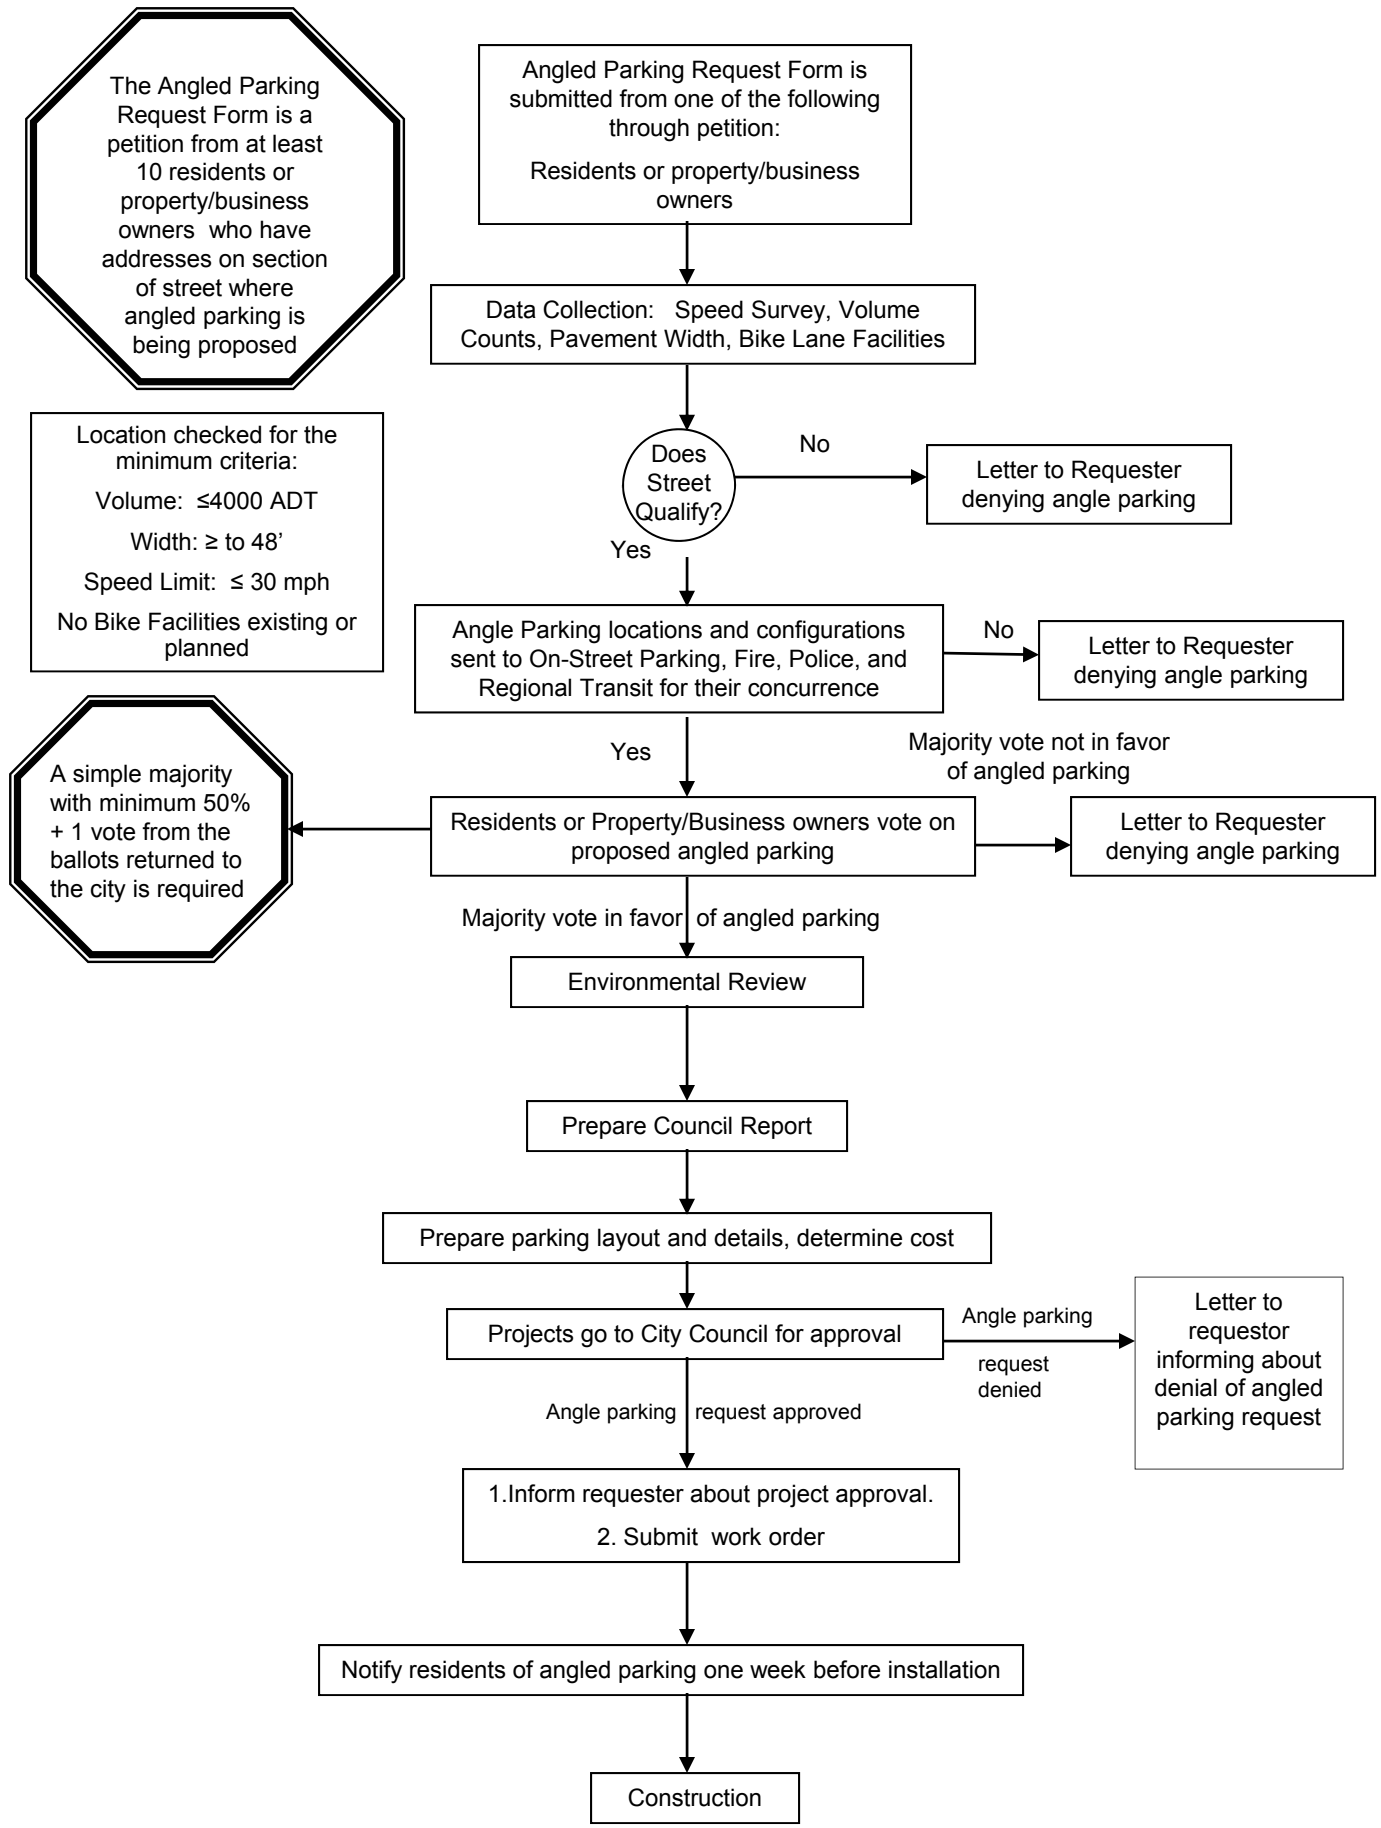 The Angled Parking
Request Form is a
petition from at least
10 residents or
property/business
owners who have
addresses on section
of street where
angled parking is
being proposed
Angled Parking Request Form is
submitted from one of the following
through petition:
Residents or property/business
owners
Data Collection: Speed Survey, Volume
Counts, Pavement Width, Bike Lane Facilities
Location checked for the
minimum criteria:
Volume: ≤4000 ADT
Width: ≥ to 48’
Speed Limit: ≤ 30 mph
No Bike Facilities existing or
planned
Does
Street
Qualify?
No
Letter to Requester
denying angle parking
Yes
Angle Parking locations and configurations
sent to On-Street Parking, Fire, Police, and
Regional Transit for their concurrence
No
Letter to Requester
denying angle parking
Yes
Majority vote not in favor
of angled parking
A simple majority
with minimum 50%
+ 1 vote from the
ballots returned to
the city is required
Residents or Property/Business owners vote on
proposed angled parking
Letter to Requester
denying angle parking
Majority vote in favor of angled parking
Environmental Review
Prepare Council Report
Prepare parking layout and details, determine cost
Projects go to City Council for approval
Angle parking
request
denied
Letter to
requestor
informing about
denial of angled
parking request
Angle parking request approved
1.Inform requester about project approval.
2. Submit work order
Notify residents of angled parking one week before installation
Construction